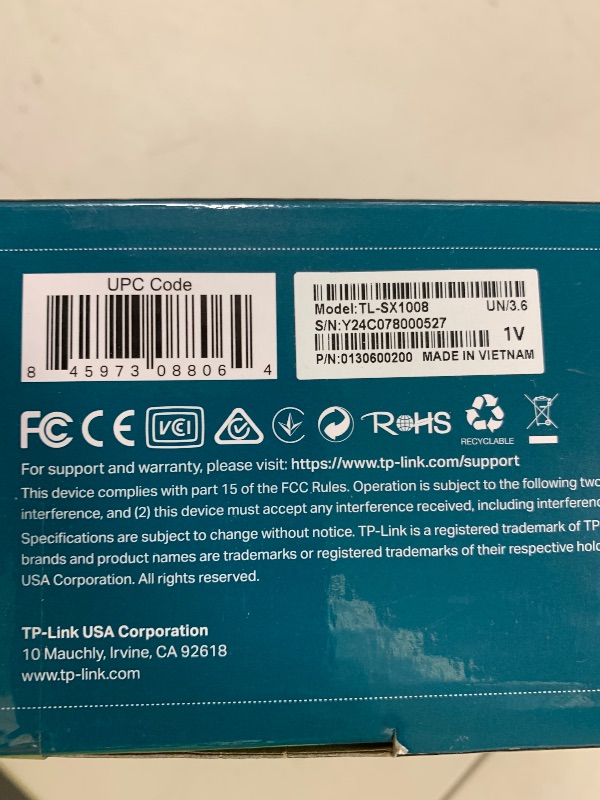 UPC Code
8 45973 08806 4
Model:TL-SX1008 UN/3.6
S/N:Y24C078000527
1V
P/N:0130600200 MADE IN VIETNAM
FC CE VCI RoHS
RECYCLABLE
For support and warranty, please visit: https://www.tp-link.com/support
This device complies with part 15 of the FCC Rules. Operation is subject to the following two
interference, and (2) this device must accept any interference received, including interference
Specifications are subject to change without notice. TP-Link is a registered trademark of TP
brands and product names are trademarks or registered trademarks of their respective hol
USA Corporation. All rights reserved.
TP-Link USA Corporation
10 Mauchly, Irvine, CA 92618
www.tp-link.com